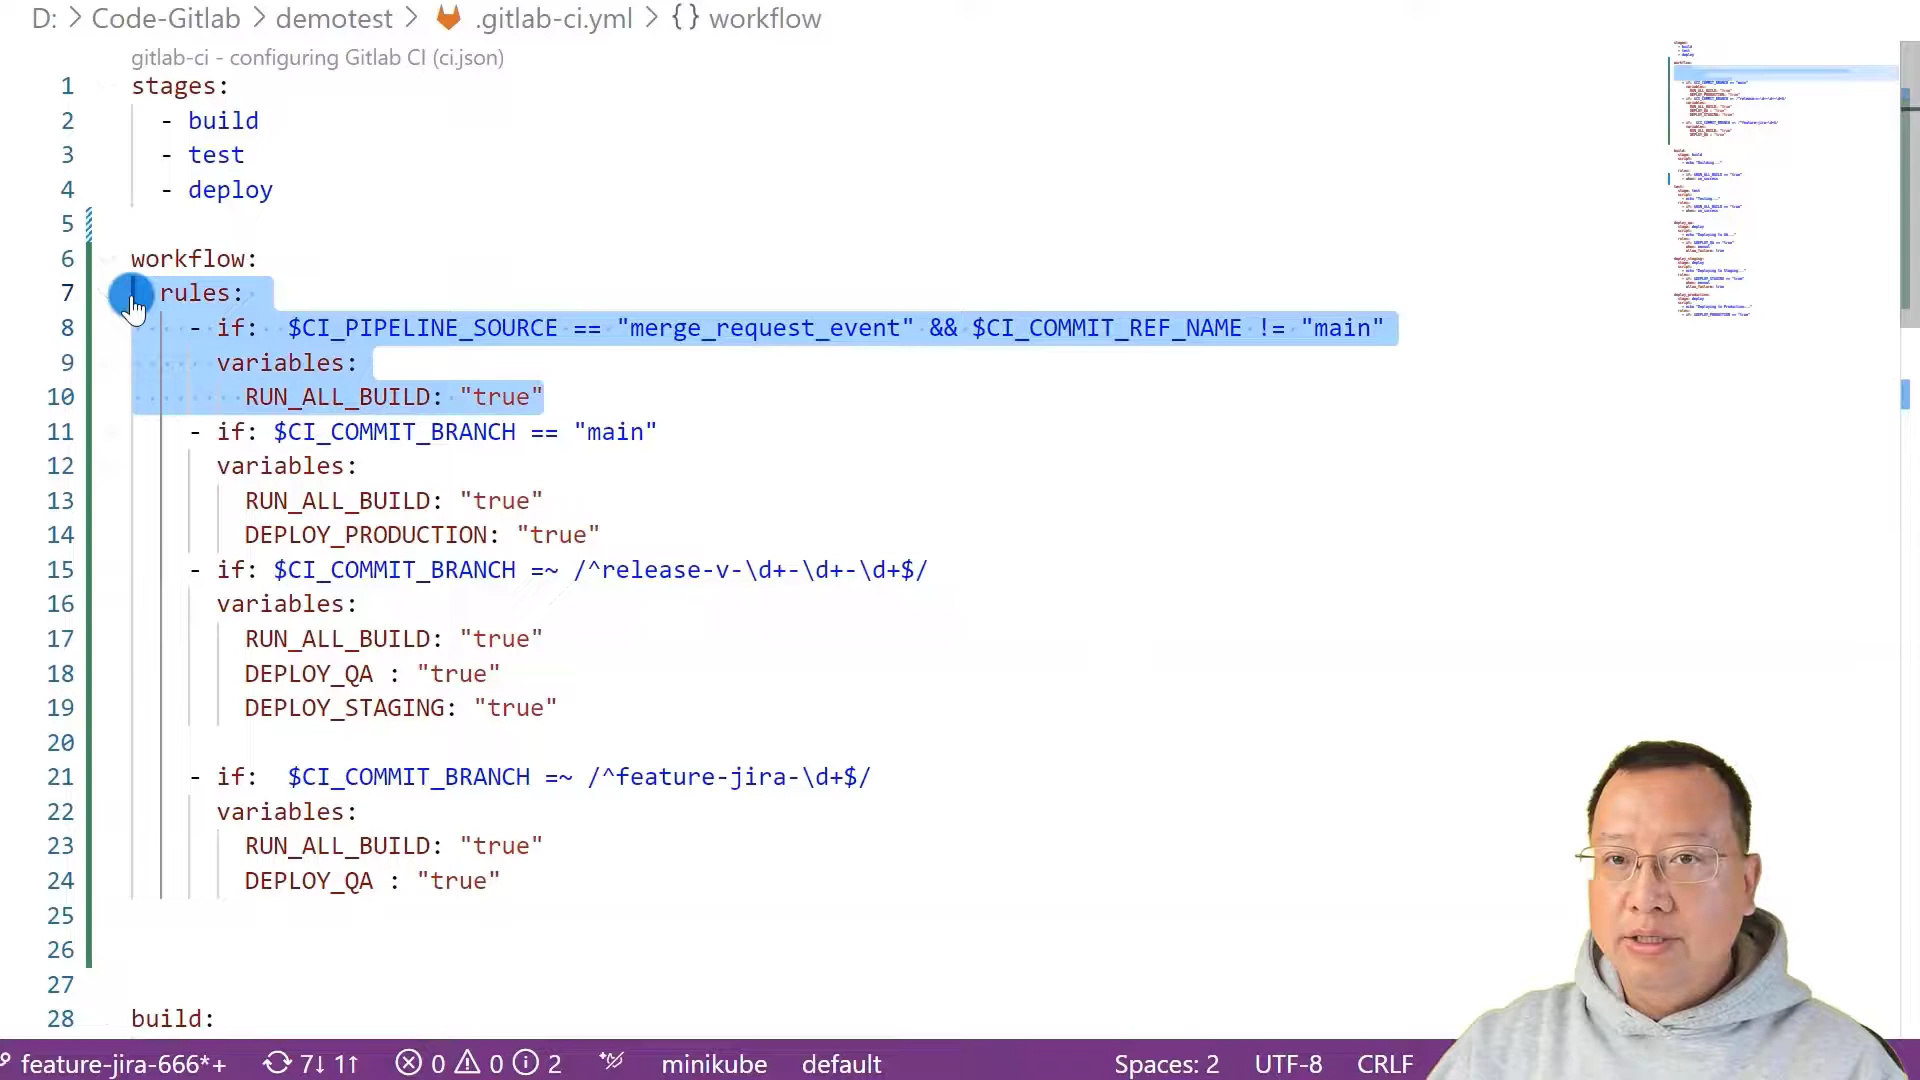 D: > Code-Gitlab > demotest > .gitlab-ci.yml > {} workflow
gitlab-ci - configuring Gitlab CI (ci.json)
1 stages:
2 - build
3 - test
4 - deploy
5
6 workflow:
7 rules:
8 - if: $CI_PIPELINE_SOURCE == "merge_request_event" && $CI_COMMIT_REF_NAME != "main"
9 variables:
10 RUN_ALL_BUILD: "true"
11 - if: $CI_COMMIT_BRANCH == "main"
12 variables:
13 RUN_ALL_BUILD: "true"
14 DEPLOY_PRODUCTION: "true"
15 - if: $CI_COMMIT_BRANCH =~ /^release-v-\d+-\d+-\d+$/
16 variables:
17 RUN_ALL_BUILD: "true"
18 DEPLOY_QA : "true"
19 DEPLOY_STAGING: "true"
20
21 - if: $CI_COMMIT_BRANCH =~ /^feature-jira-\d+$/
22 variables:
23 RUN_ALL_BUILD: "true"
24 DEPLOY_QA : "true"
25
26
27
28 build:
feature-jira-666*+ 7↓ 1↑ 0 0 2 minikube default Spaces: 2 UTF-8 CRLF